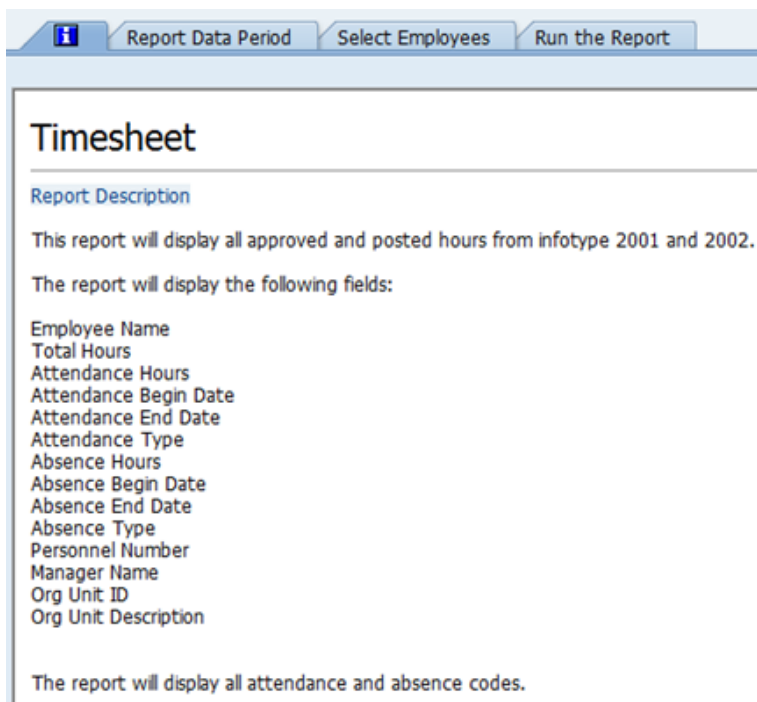 i Report Data Period Select Employees Run the Report
Timesheet
Report Description
This report will display all approved and posted hours from infotype 2001 and 2002.
The report will display the following fields:
Employee Name
Total Hours
Attendance Hours
Attendance Begin Date
Attendance End Date
Attendance Type
Absence Hours
Absence Begin Date
Absence End Date
Absence Type
Personnel Number
Manager Name
Org Unit ID
Org Unit Description
The report will display all attendance and absence codes.